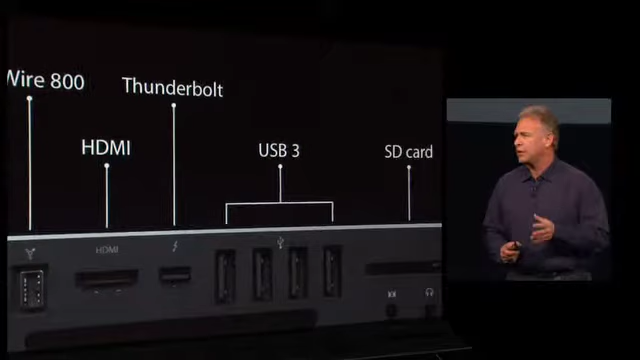 Wire 800
Thunderbolt
HDMI
USB 3
SD card
HDMI